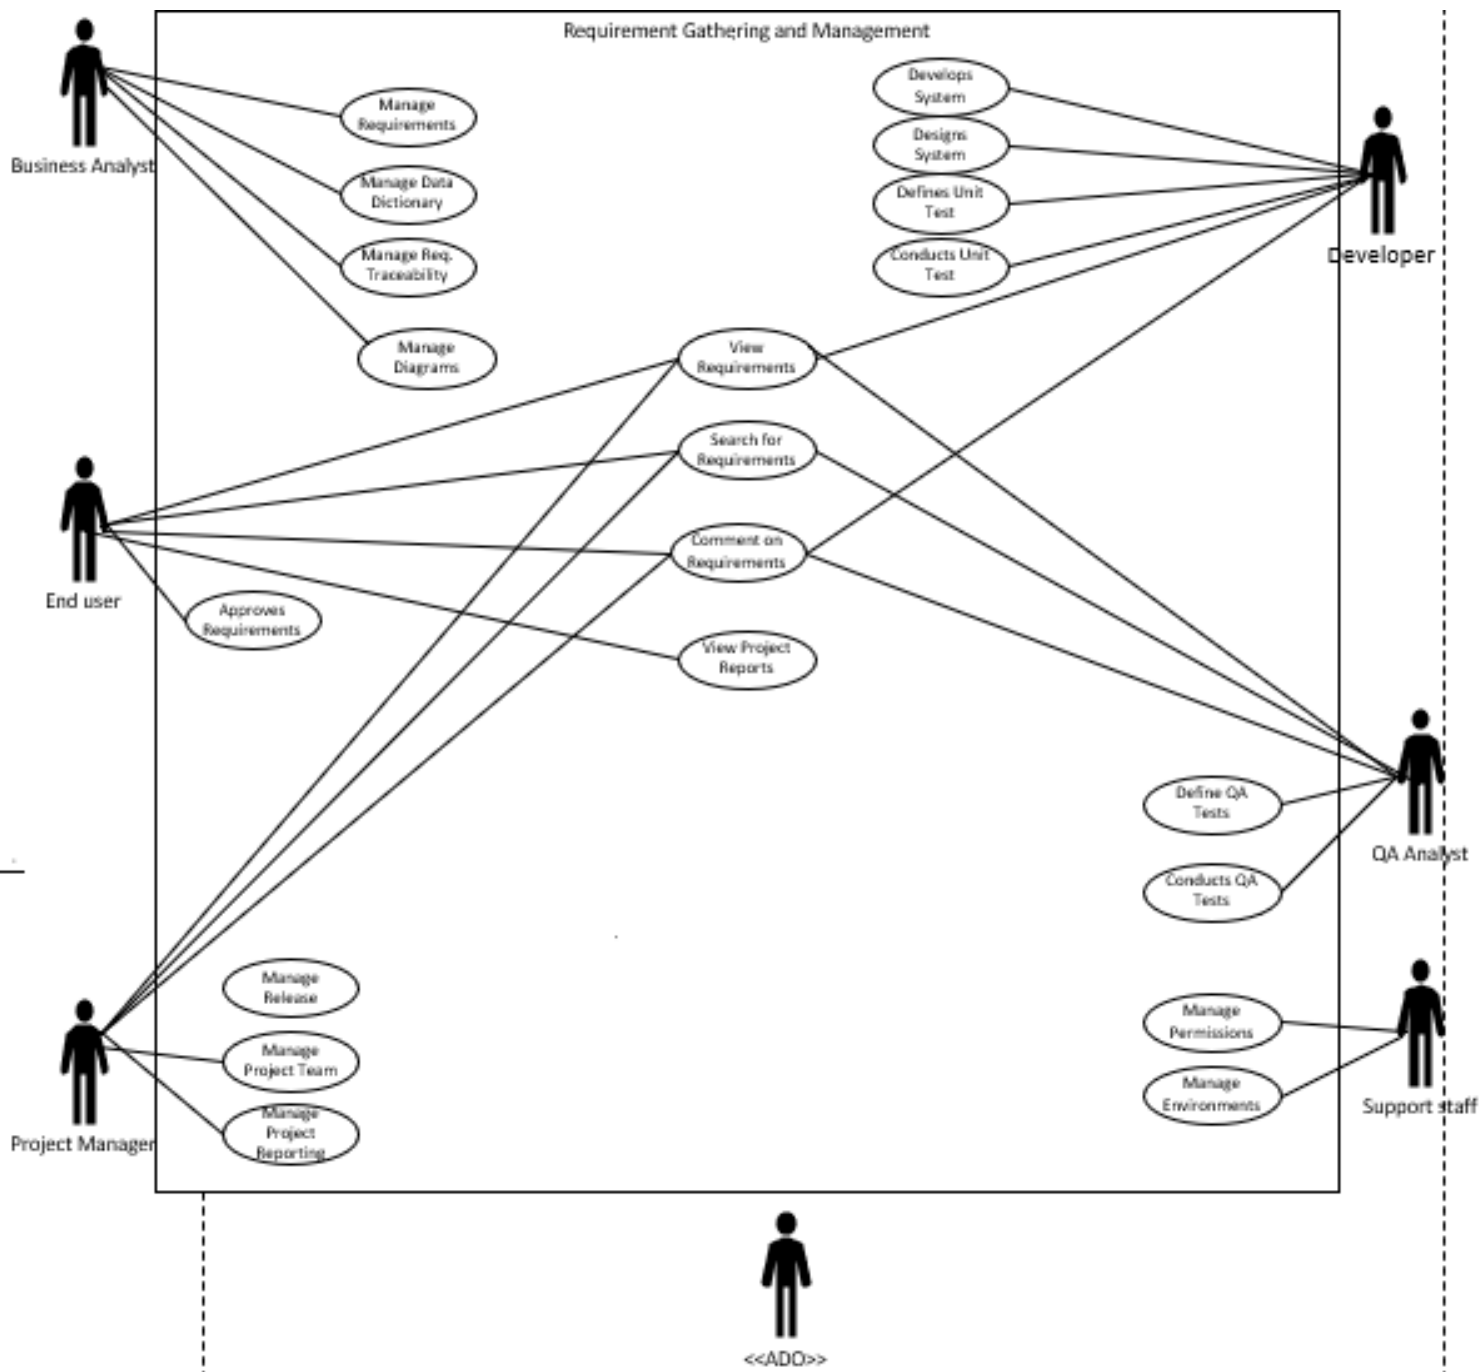 Requirement Gathering and Management
Business Analyst
Manage
Requirements
Manage Data
Dictionary
Manage Req.
Traceability
Manage
Diagrams
Develops
System
Designs
System
Defines Unit
Test
Conducts Unit
Test
Developer
View
Requirements
Search for
Requirements
Comment on
Requirements
View Project
Reports
End user
Approves
Requirements
Define QA
Tests
Conducts QA
Tests
QA Analyst
Manage
Release
Manage
Project Team
Manage
Project
Reporting
Project Manager
Manage
Permissions
Manage
Environments
Support staff
<<ADO>>